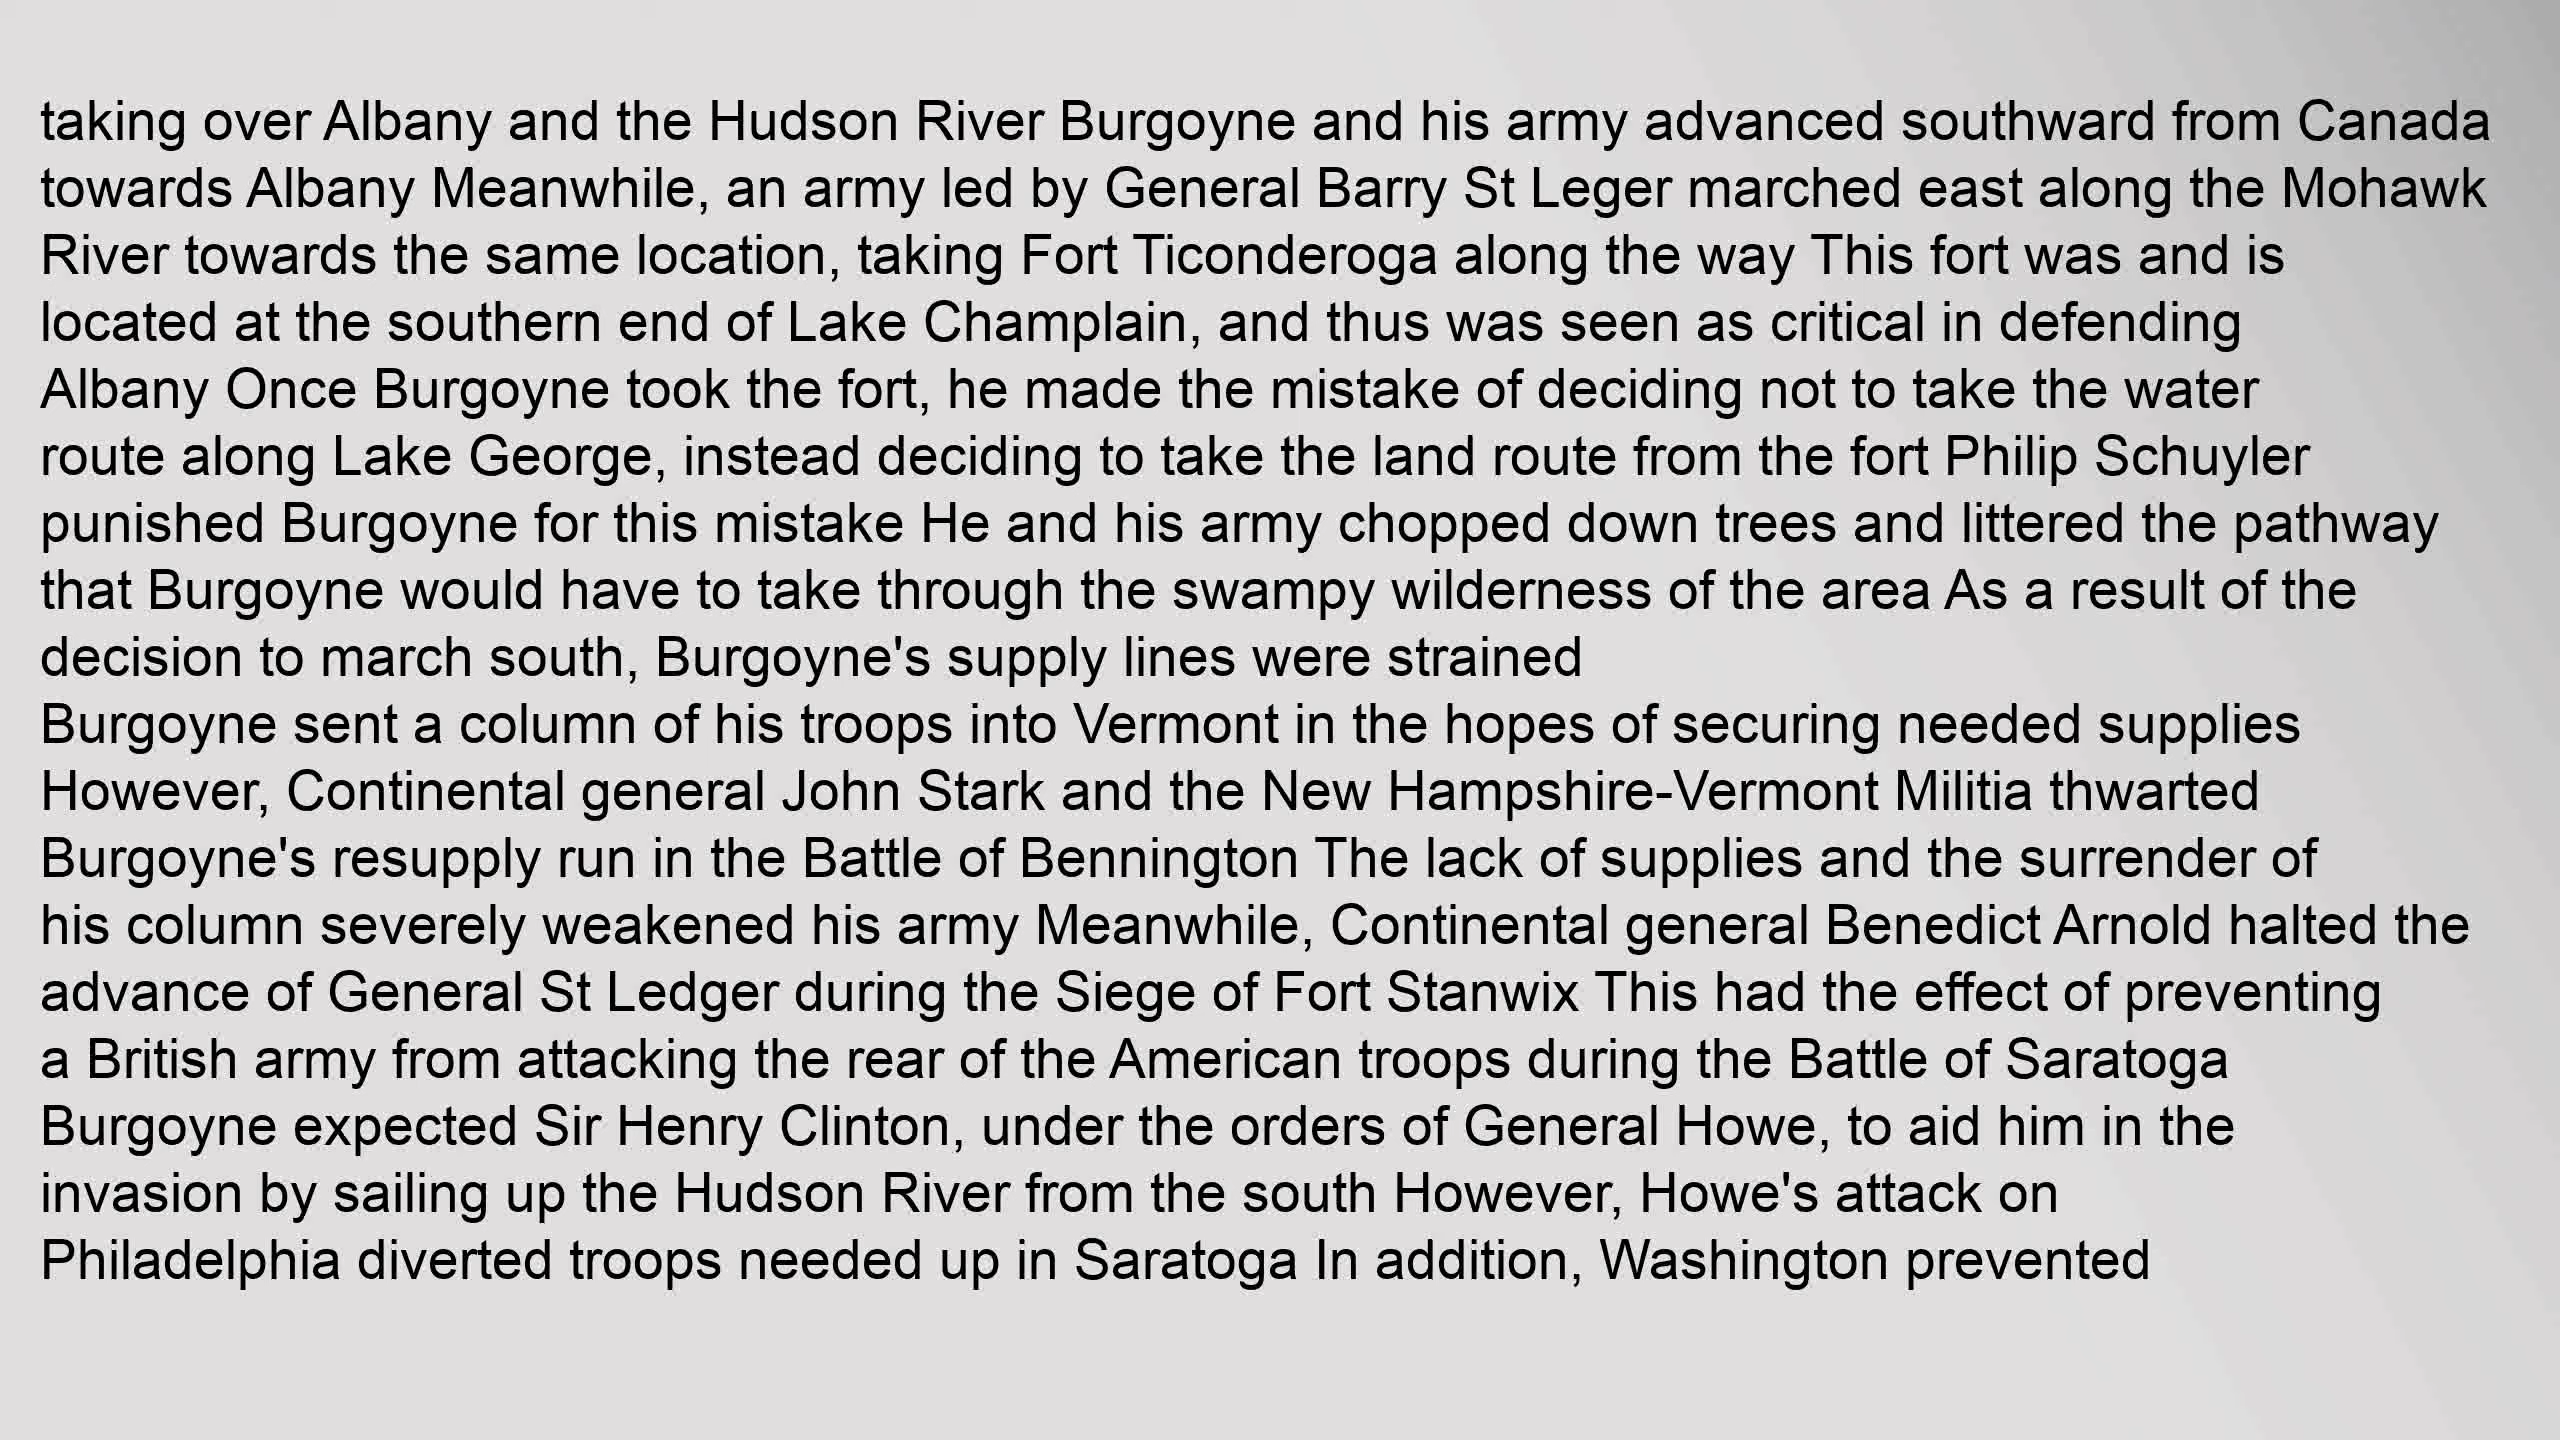 taking over Albany and the Hudson River Burgoyne and his army advanced southward from Canada
towards Albany Meanwhile, an army led by General Barry St Leger marched east along the Mohawk
River towards the same location, taking Fort Ticonderoga along the way This fort was and is
located at the southern end of Lake Champlain, and thus was seen as critical in defending
Albany Once Burgoyne took the fort, he made the mistake of deciding not to take the water
route along Lake George, instead deciding to take the land route from the fort Philip Schuyler
punished Burgoyne for this mistake He and his army chopped down trees and littered the pathway
that Burgoyne would have to take through the swampy wilderness of the area As a result of the
decision to march south, Burgoyne's supply lines were strained
Burgoyne sent a column of his troops into Vermont in the hopes of securing needed supplies
However, Continental general John Stark and the New Hampshire-Vermont Militia thwarted
Burgoyne's resupply run in the Battle of Bennington The lack of supplies and the surrender of
his column severely weakened his army Meanwhile, Continental general Benedict Arnold halted the
advance of General St Ledger during the Siege of Fort Stanwix This had the effect of preventing
a British army from attacking the rear of the American troops during the Battle of Saratoga
Burgoyne expected Sir Henry Clinton, under the orders of General Howe, to aid him in the
invasion by sailing up the Hudson River from the south However, Howe's attack on
Philadelphia diverted troops needed up in Saratoga In addition, Washington prevented